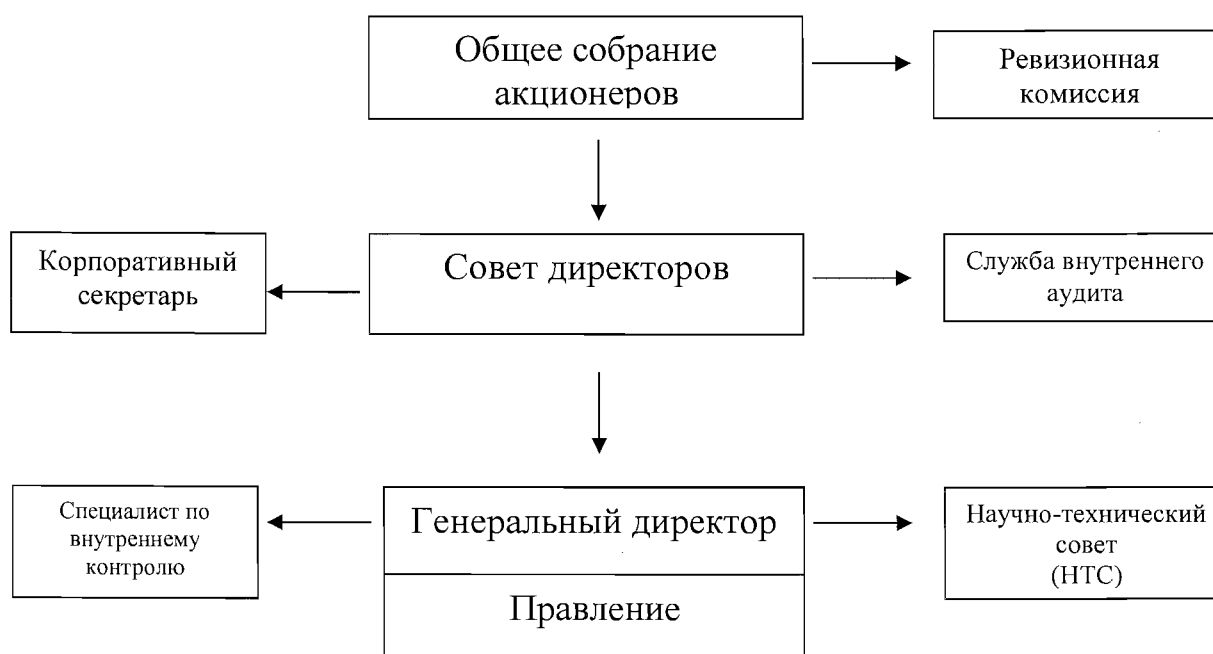 Общее собрание
акционеров
Ревизионная
комиссия
Корпоративный
секретарь
Совет директоров
Служба внутреннего
аудита
Специалист по
внутреннему
контролю
Генеральный директор
Правление
Научно-технический
совет
(НТС)